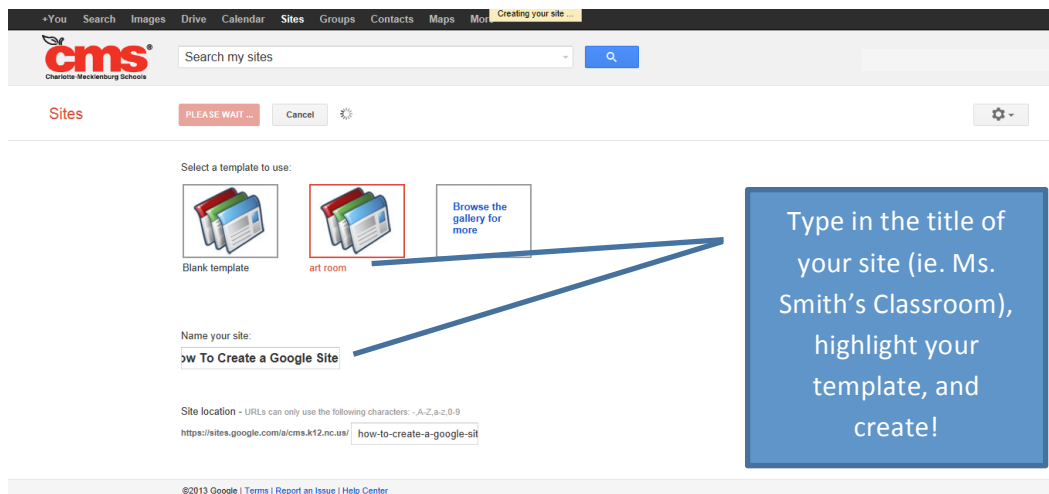 +You Search Images Drive Calendar Sites Groups Contacts Maps Mor
Creating your site ...
cms®
Charlotte-Mecklenburg Schools
Search my sites
Sites
PLEASE WAIT ...
Cancel
Select a template to use:
Blank template
art room
Browse the
gallery for
more
Name your site:
ow To Create a Google Site
Site location - URLs can only use the following characters: -,A-Z,a-z,0-9
https://sites.google.com/a/cms.k12.nc.us/ how-to-create-a-google-sit
©2013 Google | Terms | Report an Issue | Help Center
Type in the title of
your site (ie. Ms.
Smith’s Classroom),
highlight your
template, and
create!